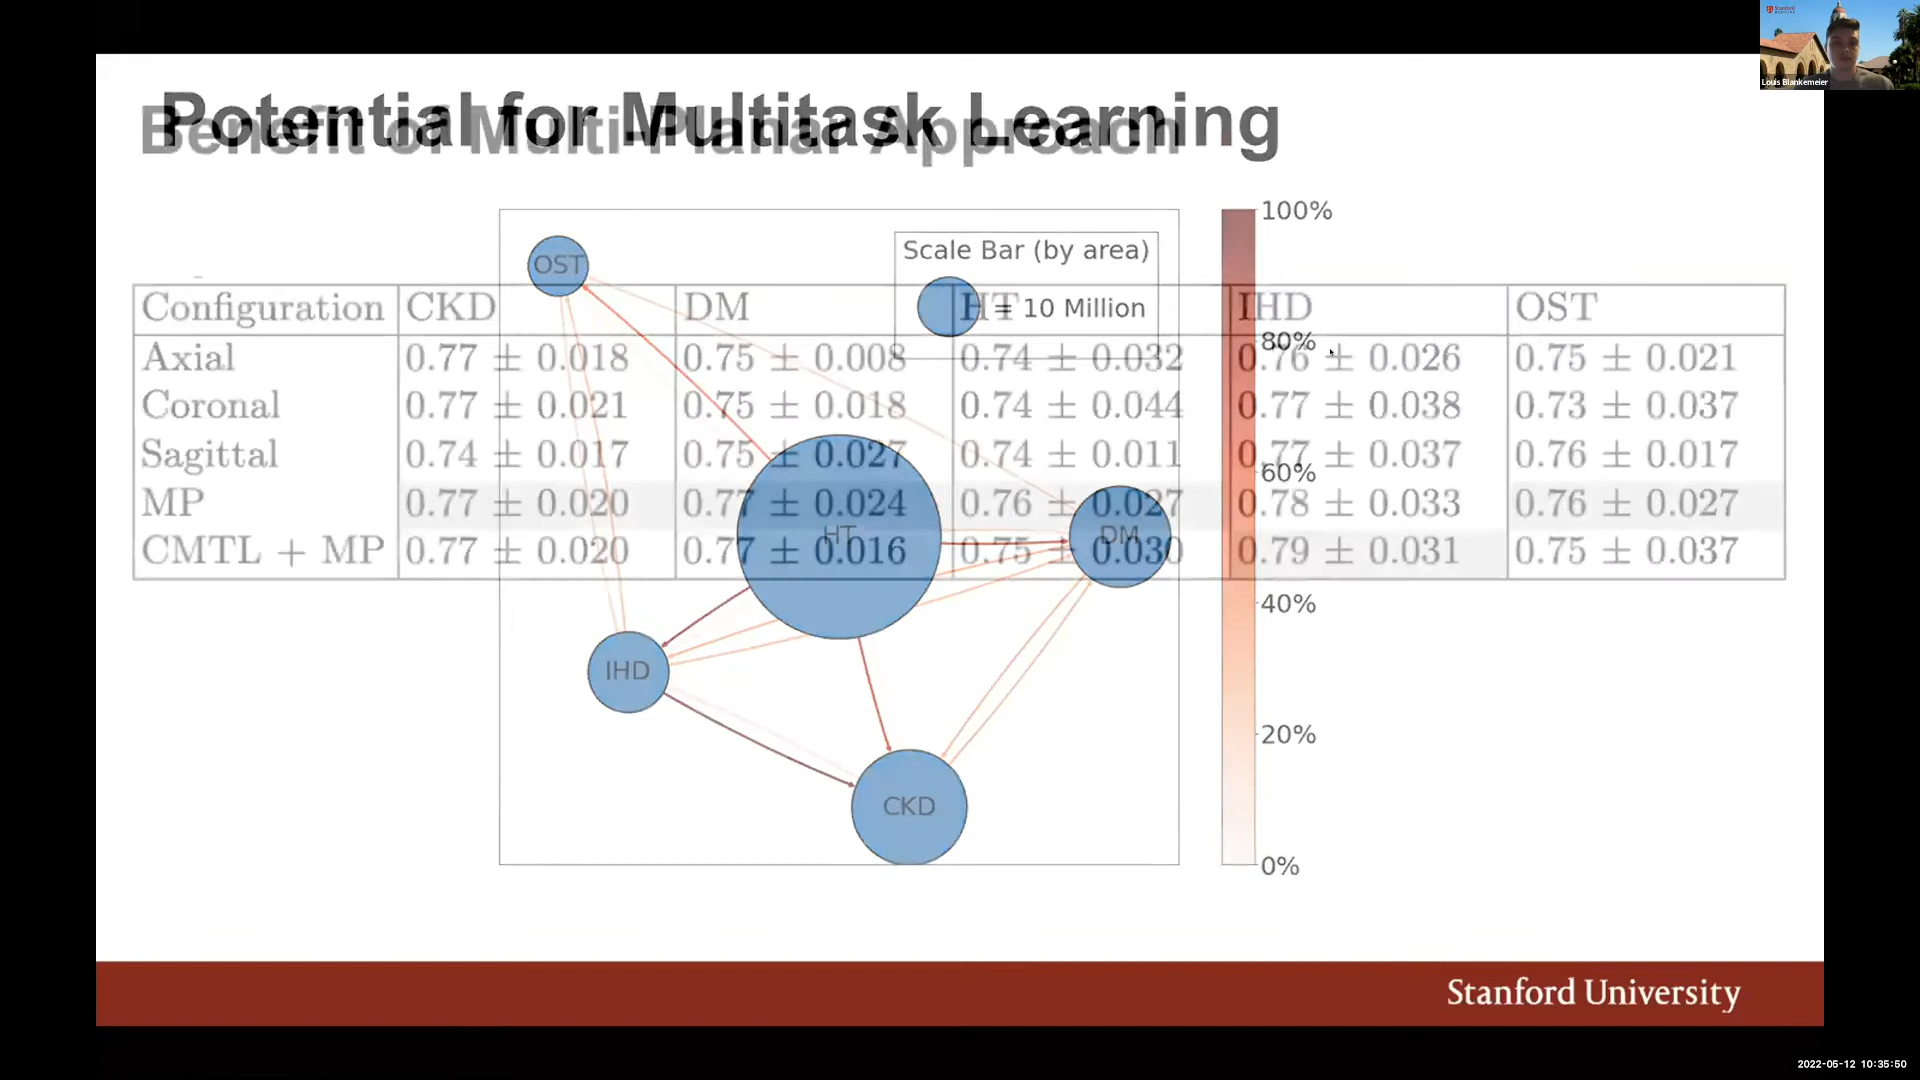 Stanford
Louis Blankemeier
Potential for Multitask Learning
Benefit of Multi-Planar Approach
100%
OST
Scale Bar (by area)
= 10 Million
Configuration CKD DM HT IHD OST
80%
Axial 0.77 ± 0.018 0.75 ± 0.008 0.74 ± 0.032 0.76 ± 0.026 0.75 ± 0.021
Coronal 0.77 ± 0.021 0.75 ± 0.018 0.74 ± 0.044 0.77 ± 0.038 0.73 ± 0.037
Sagittal 0.74 ± 0.017 0.75 ± 0.027 0.74 ± 0.011 0.77 ± 0.037 0.76 ± 0.017
60%
MP 0.77 ± 0.020 0.77 ± 0.024 0.76 ± 0.027 0.78 ± 0.033 0.76 ± 0.027
HT
DM
CMTL + MP 0.77 ± 0.020 0.77 ± 0.016 0.75 ± 0.030 0.79 ± 0.031 0.75 ± 0.037
40%
IHD
20%
CKD
0%
Stanford University
2022-05-12 10:35:50